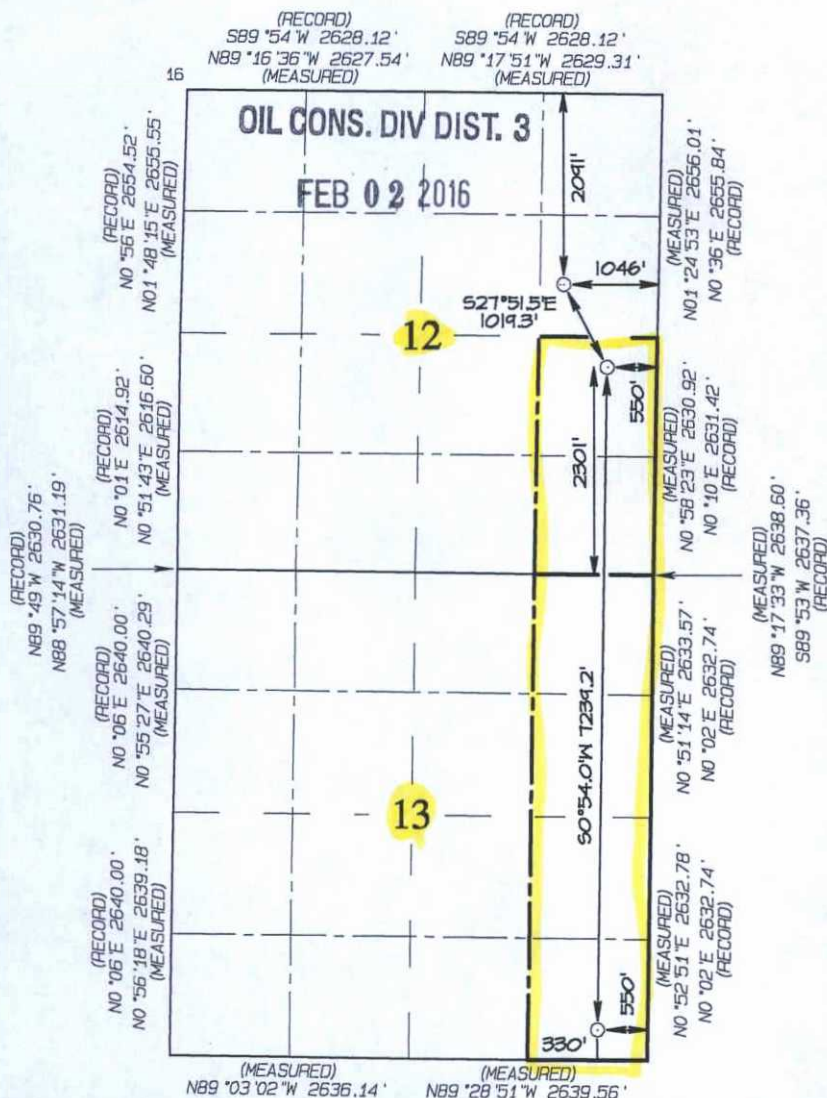 (RECORD)
S89 °54 'W 2628.12'
N89 °16 '36 "W 2627.54'
(MEASURED)
(RECORD)
S89 °54 'W 2628.12'
N89 °17 '51 "W 2629.31'
(MEASURED)
16
OIL CONS. DIV DIST. 3
FEB 02 2016
(RECORD)
N0 °56 'E 2654.52'
N01 °48 '15 "E 2655.55'
(MEASURED)
2091'
(MEASURED)
N01 °24 '53 "E 2656.01'
N0 °36 'E 2655.84'
(RECORD)
1046'
S27°51.5'E
1019.3'
12
(RECORD)
N0 °01 'E 2614.92'
N0 °51 '43 "E 2616.60'
(MEASURED)
2301'
550'
(MEASURED)
N0 °58 '23 "E 2630.92'
N0 °10 'E 2631.42'
(RECORD)
(RECORD)
N89 °49 'W 2630.76'
N88 °57 '14 "W 2631.19'
(MEASURED)
(MEASURED)
N89 °17 '33 "W 2638.60'
S89 °53 'W 2637.36'
(RECORD)
(RECORD)
N0 °06 'E 2640.00'
N0 °55 '27 "E 2640.29'
(MEASURED)
S0°54.0'W 7234.2'
(MEASURED)
N0 °51 '14 "E 2633.57'
N0 °02 'E 2632.74'
(RECORD)
13
(RECORD)
N0 °06 'E 2640.00'
N0 °56 '18 "E 2639.18'
(MEASURED)
(MEASURED)
N0 °52 '51 "E 2632.78'
N0 °02 'E 2632.74'
(RECORD)
550'
330'
(MEASURED)
N89 °03 '02 "W 2636.14'
(MEASURED)
N89 °28 '51 "W 2639.56'